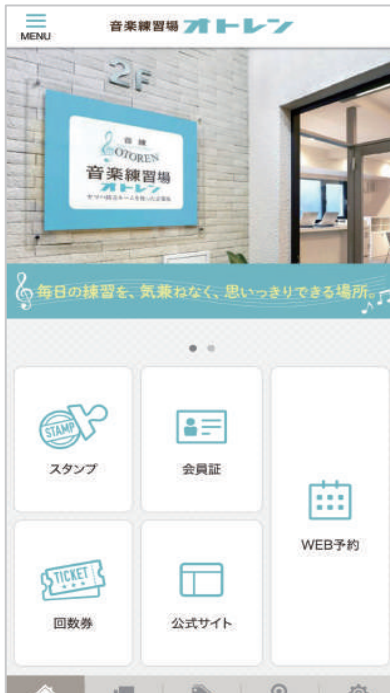 MENU
音楽練習場 オトレン
2F
音練
OTOREN
音楽練習場
オトレン
毎日の練習を、気兼ねなく、思いっきりできる場所。
STAMP
スタンプ
会員証
WEB予約
TICKET
回数券
公式サイト